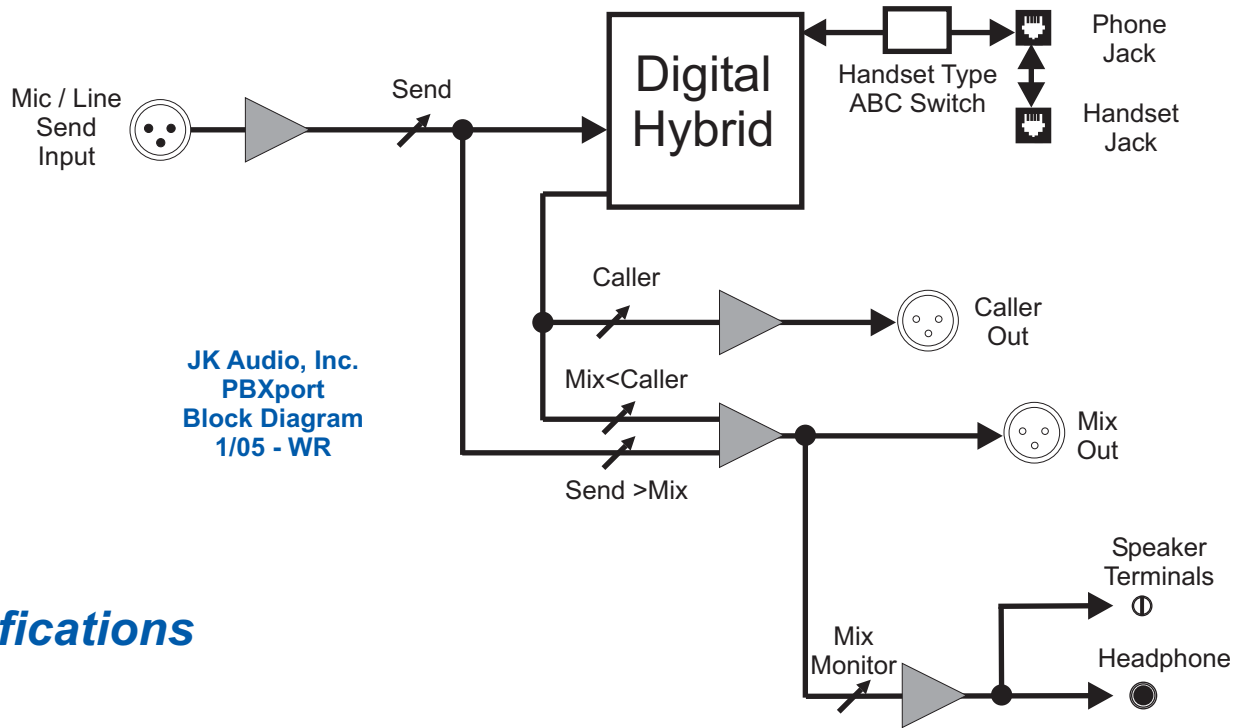 Mic / Line
Send
Input
Send
Digital
Hybrid
Handset Type
ABC Switch
Phone
Jack
Handset
Jack
Caller
Caller
Out
JK Audio, Inc.
PBXport
Block Diagram
1/05 - WR
Mix<Caller
Send >Mix
Mix
Out
Speaker
Terminals
Mix
Monitor
Headphone
fications